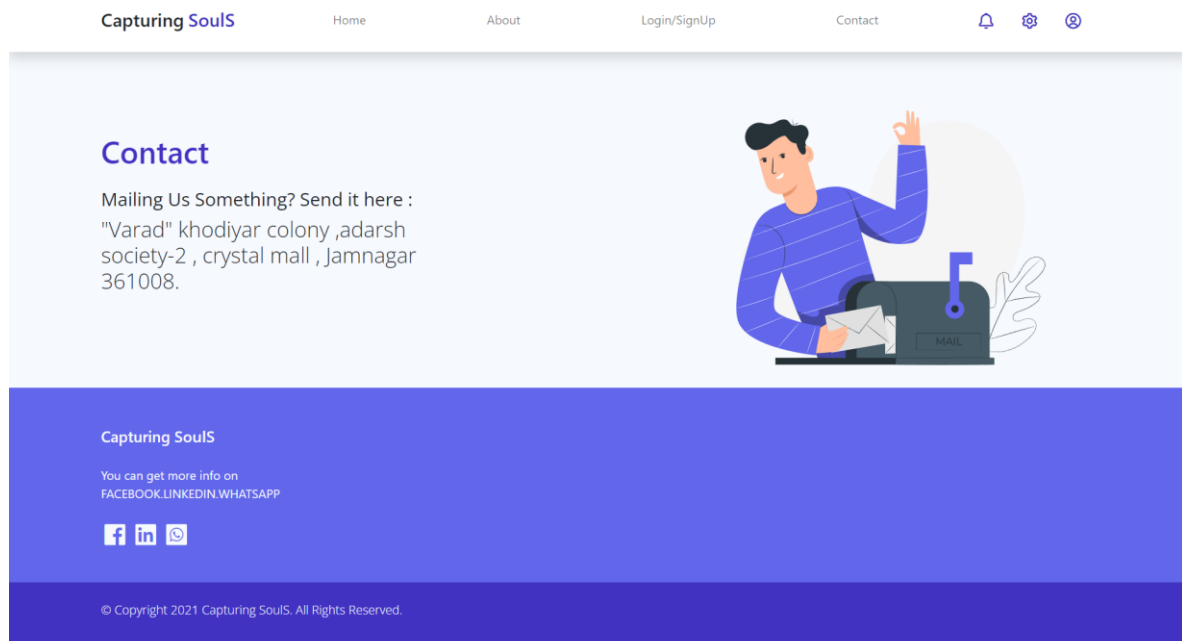 Capturing SoulS Home About Login/SignUp Contact
Contact
Mailing Us Something? Send it here :
"Varad" khodiyar colony ,adarsh
society-2 , crystal mall , Jamnagar
361008.
MAIL
Capturing SoulS
You can get more info on
FACEBOOK.LINKEDIN.WHATSAPP
© Copyright 2021 Capturing SoulS. All Rights Reserved.